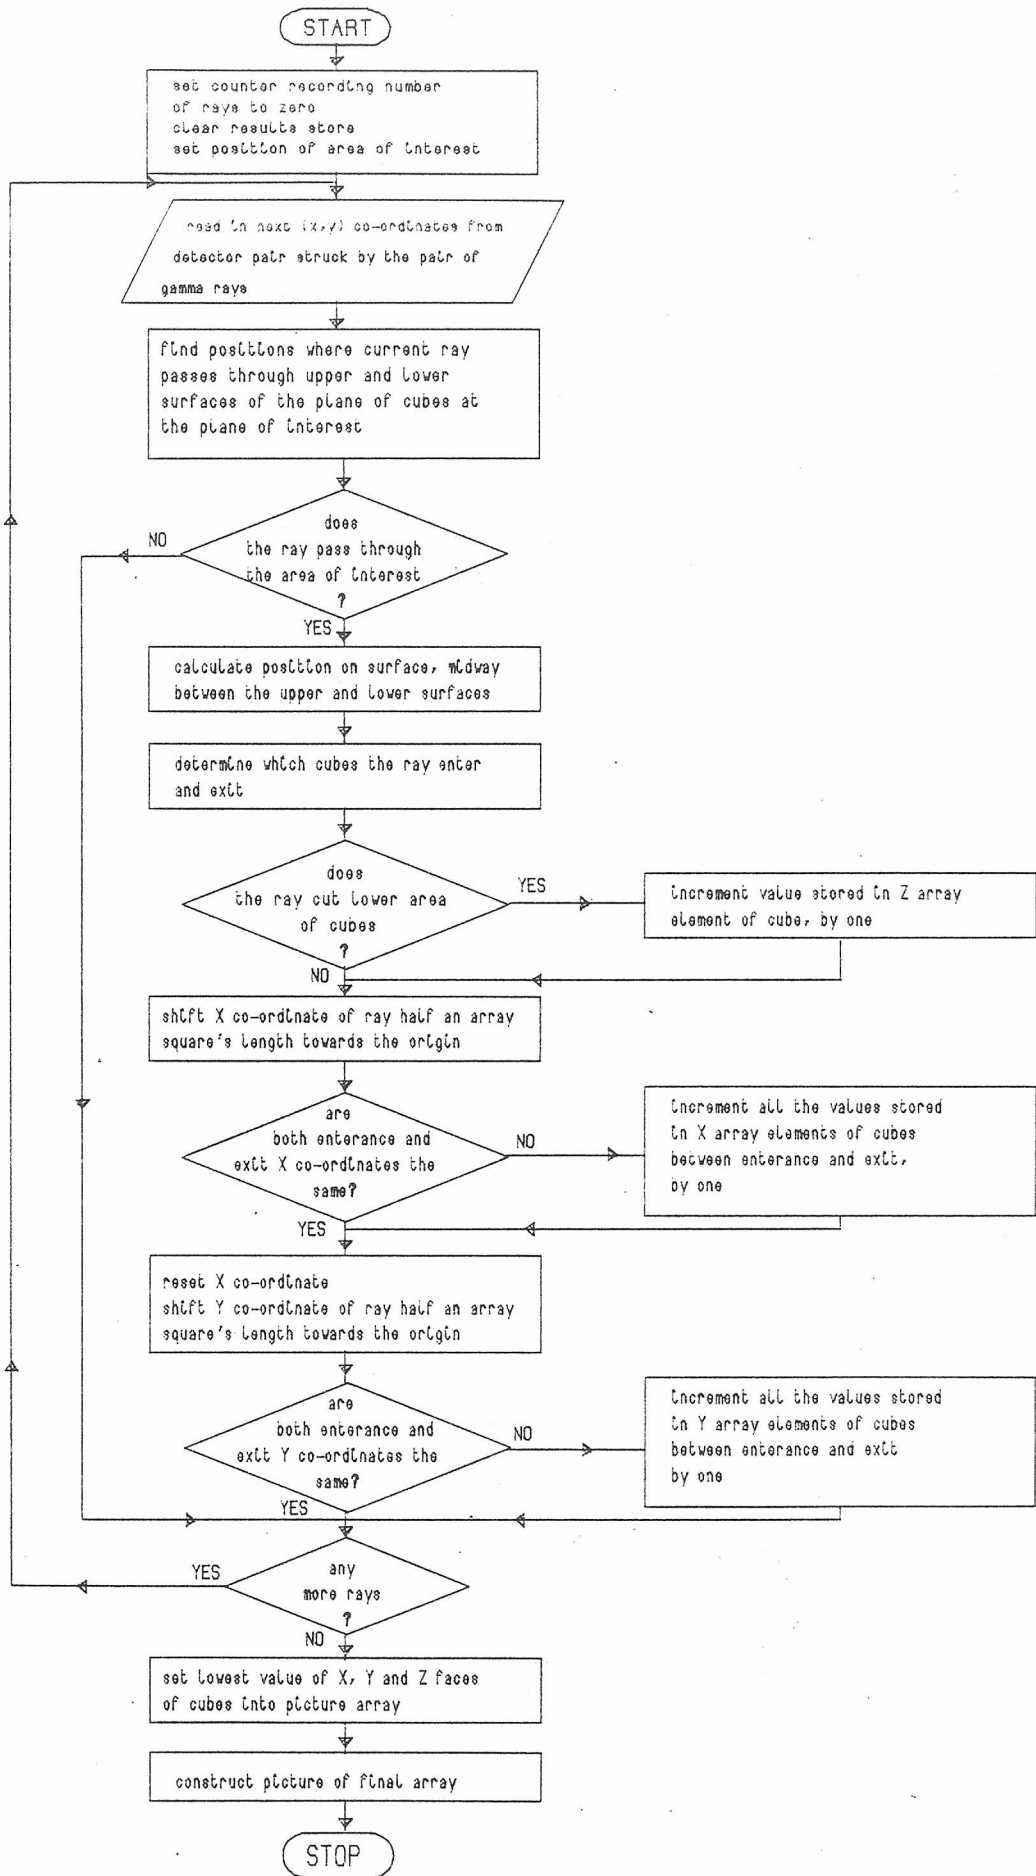 START
set counter recording number
of rays to zero
clear results store
set position of area of interest
read in next (x,y) co-ordinates from
detector pair struck by the pair of
gamma rays
find positions where current ray
passes through upper and lower
surfaces of the plane of cubes at
the plane of interest
NO
does
the ray pass through
the area of interest
?
YES
calculate position on surface, midway
between the upper and lower surfaces
determine which cubes the ray enter
and exit
does
the ray cut lower area
of cubes
?
YES
increment value stored in Z array
element of cube, by one
NO
shift X co-ordinate of ray half an array
square's length towards the origin
are
both enterance and
exit X co-ordinates the
same?
NO
increment all the values stored
in X array elements of cubes
between enterance and exit,
by one
YES
reset X co-ordinate
shift Y co-ordinate of ray half an array
square's length towards the origin
are
both enterance and
exit Y co-ordinates the
same?
NO
increment all the values stored
in Y array elements of cubes
between enterance and exit
by one
YES
YES
any
more rays
?
NO
set lowest value of X, Y and Z faces
of cubes into picture array
construct picture of final array
STOP